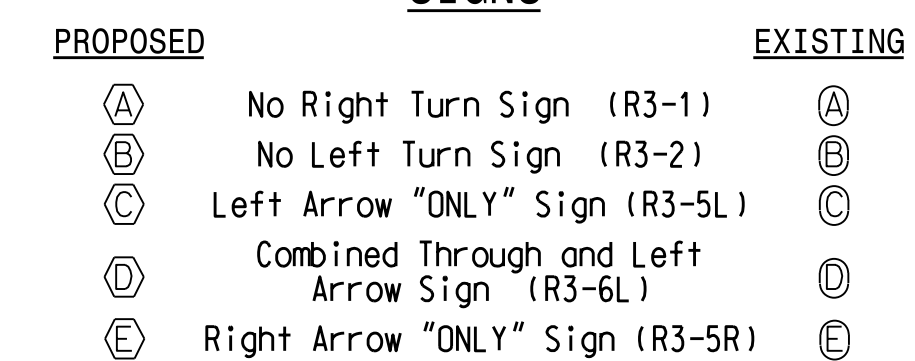 SIGNS
PROPOSED EXISTING
A No Right Turn Sign (R3-1) A
B No Left Turn Sign (R3-2) B
C Left Arrow "ONLY" Sign (R3-5L) C
Combined Through and Left
D Arrow Sign (R3-6L) D
E Right Arrow "ONLY" Sign (R3-5R) E